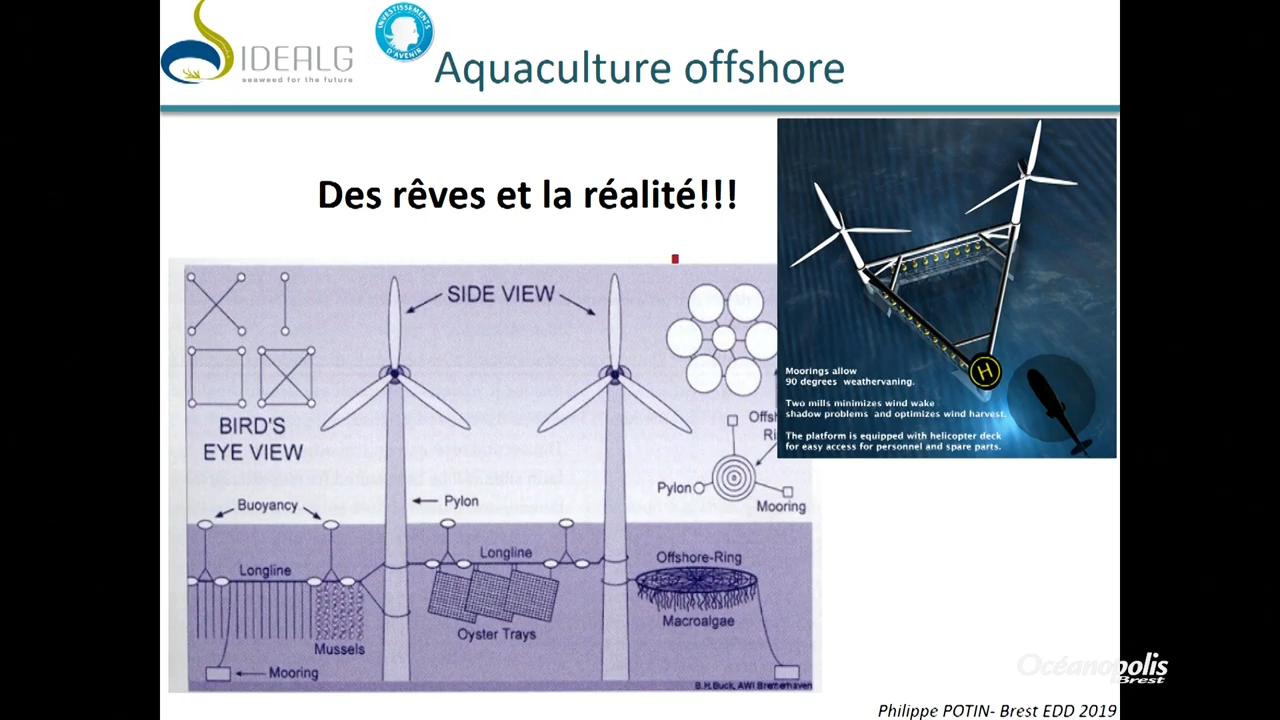 IDEALG
seaweed for the future
INVESTISSEMENTS
D'AVENIR
Aquaculture offshore
Des rêves et la réalité!!!
SIDE VIEW
BIRD'S
EYE VIEW
Moorings allow
90 degrees weathervaning.
Two mills minimizes wind wake
shadow problems and optimizes wind harvest.
The platform is equipped with helicopter deck
for easy access for personnel and spare parts.
H
Pylon
Mooring
Buoyancy
Pylon
Longline
Longline
Offshore-Ring
Macroalgae
Oyster Trays
Mussels
Mooring
B.H.Buck, AWI Bremerhaven
Océanopolis
Brest
Philippe POTIN- Brest EDD 2019